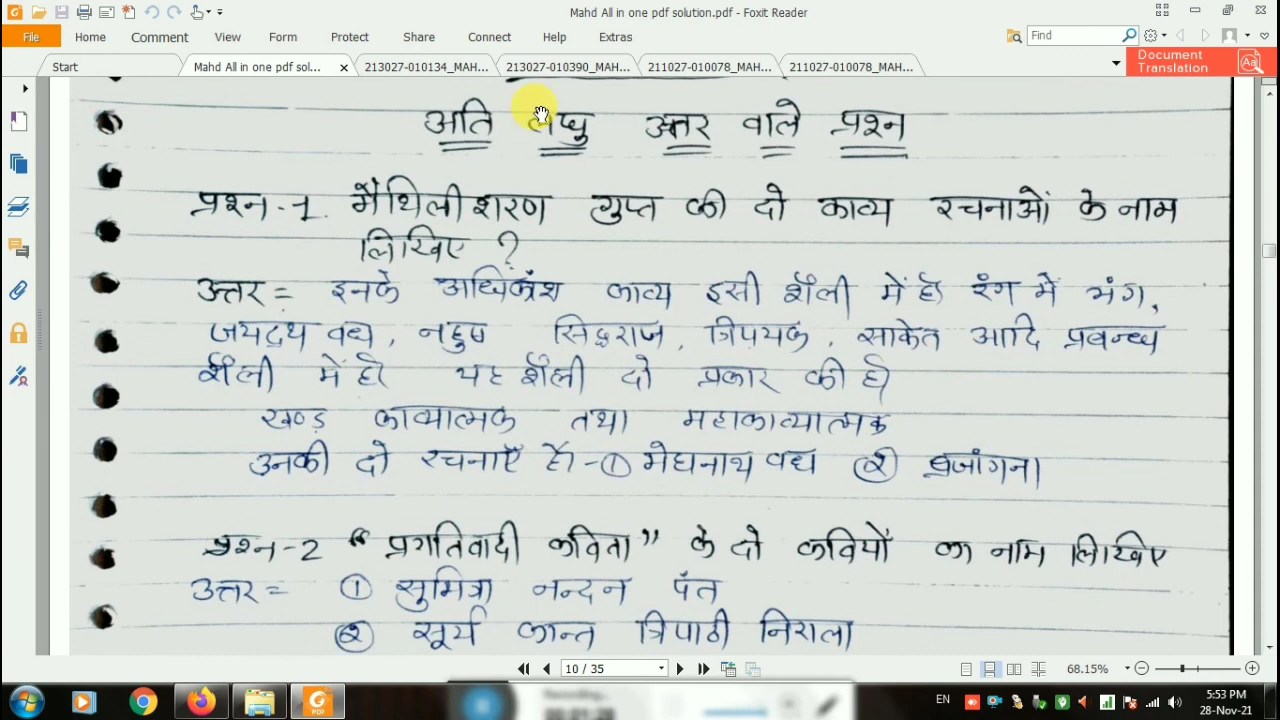 Mahd All in one pdf solution.pdf - Foxit Reader
File Home Comment View Form Protect Share Connect Help Extras Find
Start Mahd All in one pdf sol... 213027-010134_M... 213027-010390_MAH... 211027-010078_MAH... 211027-010078_MAH... Document Translation
अति लघु उत्तर वाले प्रश्न
प्रश्न-1. मैथिलीशरण गुप्त की दो काव्य रचनाओं के नाम
लिखिए ?
उत्तर = इनके अधिकांश काव्य इसी शैली में है। रंग में भंग,
जयद्रथ वध, नहुष सिद्धराज, त्रिपथक, साकेत आदि प्रबन्ध
शैली में है। यह शैली दो प्रकार की है।
खण्ड काव्यात्मक तथा महाकाव्यात्मक
उनकी दो रचनाएँ है।- ① मेघनाथ वध ② ब्रजांगना
प्रश्न-2 “प्रगतिवादी कविता” के दो कवियों का नाम लिखिए
उत्तर = ① सुमित्रा नन्दन पंत
② सूर्य कान्त त्रिपाठी निराला
10 / 35 68.15%
EN 5:53 PM
28-Nov-21